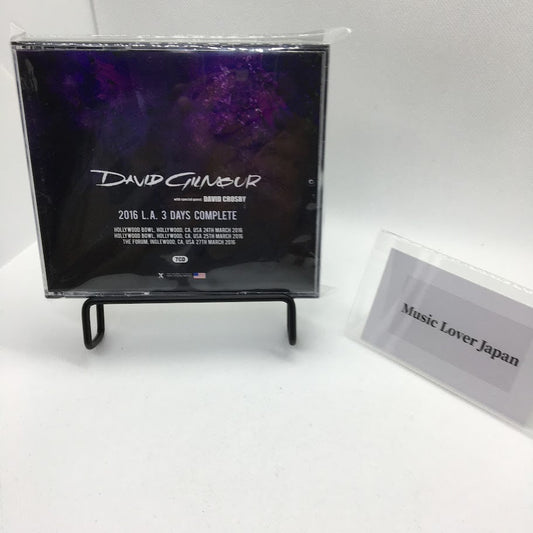 DAVID GILMOUR
with special guest DAVID CROSBY
2016 L.A. 3 DAYS COMPLETE
HOLLYWOOD BOWL, HOLLYWOOD, CA. USA 24TH MARCH 2016
HOLLYWOOD BOWL, HOLLYWOOD, CA. USA 25TH MARCH 2016
THE FORUM, INGLEWOOD, CA, USA 27TH MARCH 2016
7CD
Music Lover Japan